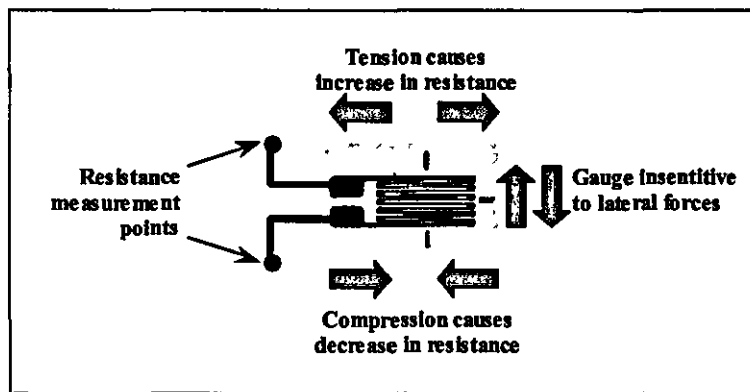 Tension causes
increase in resistance
Resistance
measurement
points
Gauge insentitive
to lateral forces
Compression causes
decrease in resistance